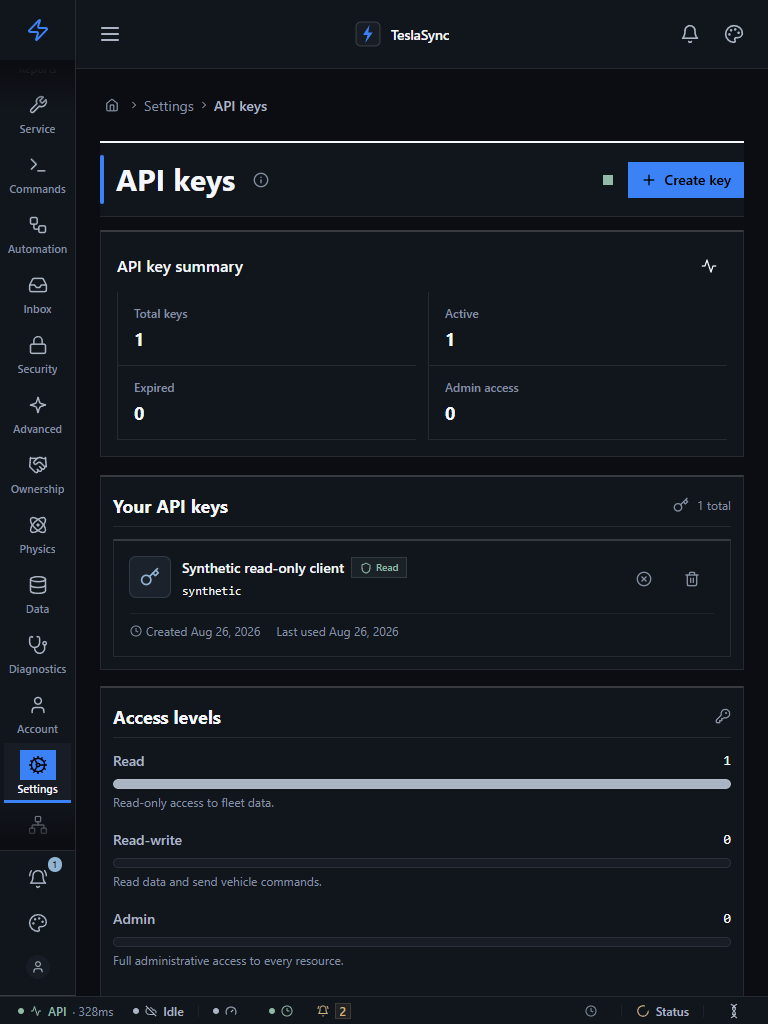 TeslaSync
Reports
Service
Commands
Automation
Inbox
Security
Advanced
Ownership
Physics
Data
Diagnostics
Account
Settings
1
Settings > API keys
API keys
Create key
API key summary
Total keys
1
Active
1
Expired
0
Admin access
0
Your API keys
1 total
Synthetic read-only client Read
synthetic
Created Aug 26, 2026 Last used Aug 26, 2026
Access levels
Read 1
Read-only access to fleet data.
Read-write 0
Read data and send vehicle commands.
Admin 0
Full administrative access to every resource.
API · 328ms Idle 2 Status